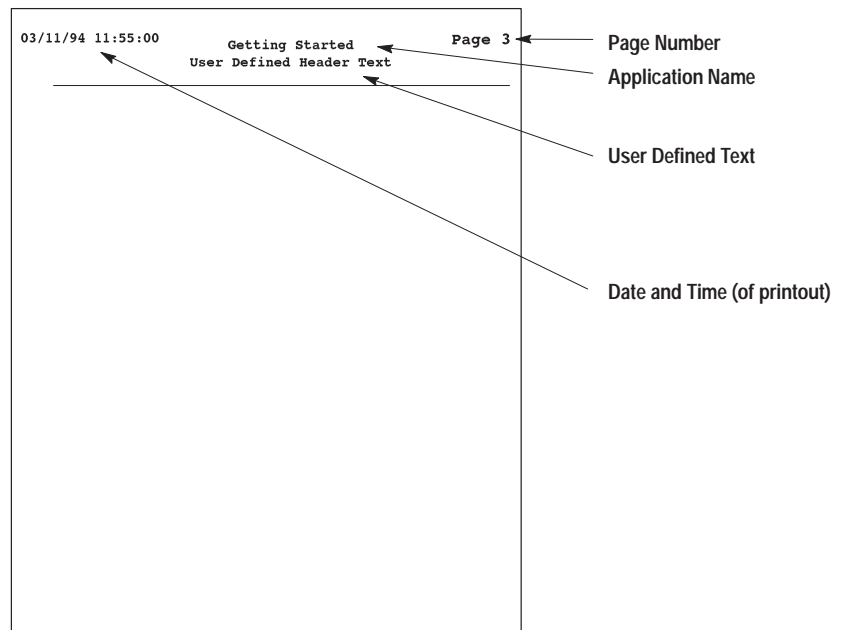 03/11/94 11:55:00
Getting Started
Page 3
User Defined Header Text
Page Number
Application Name
User Defined Text
Date and Time (of printout)